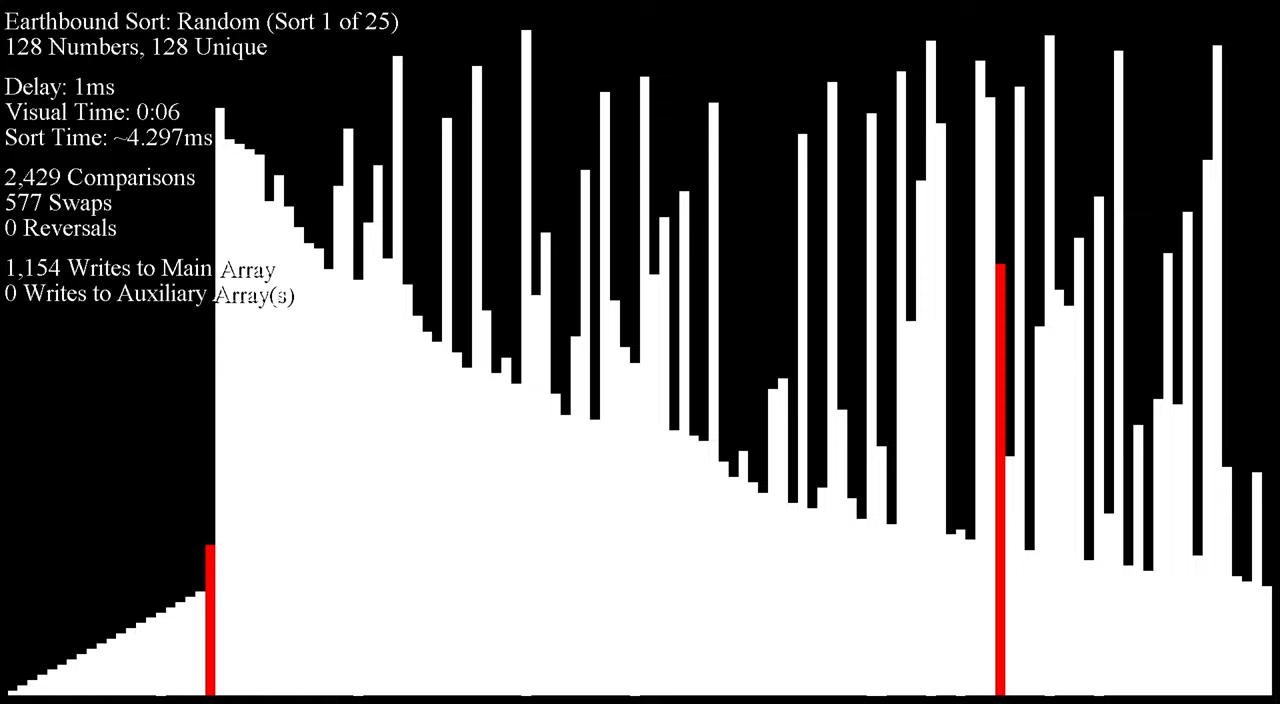 Earthbound Sort: Random (Sort 1 of 25)
128 Numbers, 128 Unique
Delay: 1ms
Visual Time: 0:06
Sort Time: ~4.297ms
2,429 Comparisons
577 Swaps
0 Reversals
1,154 Writes to Main Array
0 Writes to Auxiliary Array(s)